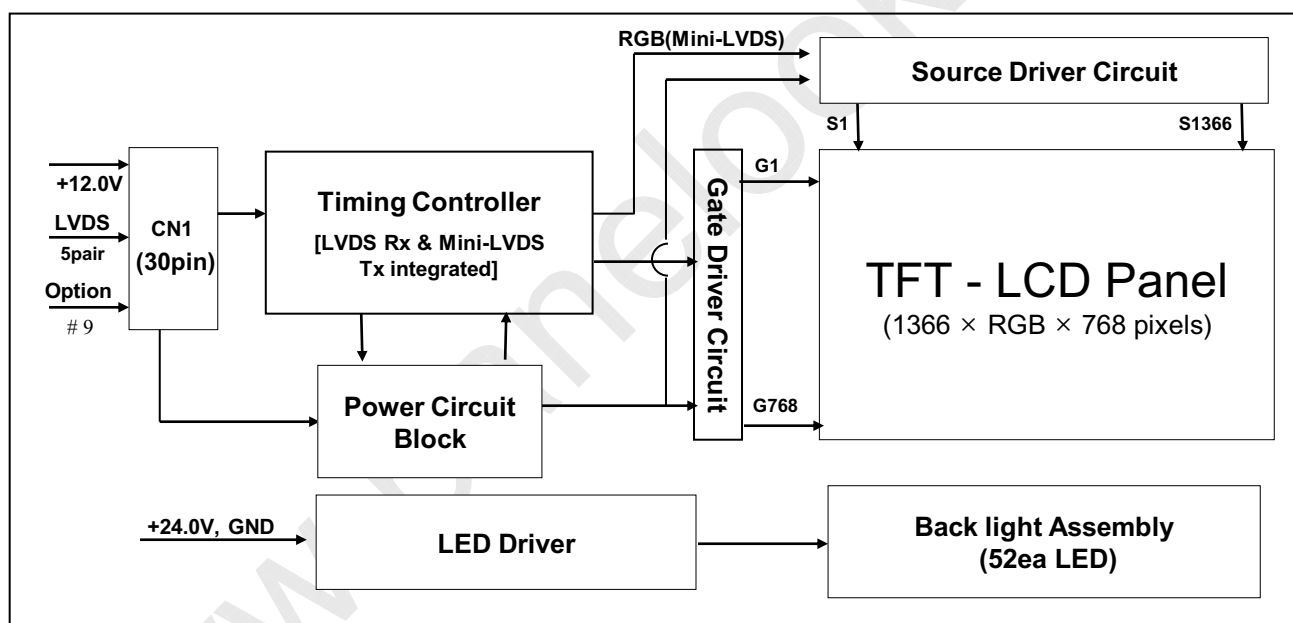 RGB(Mini-LVDS)
Source Driver Circuit
S1
S1366
+12.0V
LVDS
5pair
Option
# 9
CN1
(30pin)
Timing Controller
[LVDS Rx & Mini-LVDS
Tx integrated]
Power Circuit
Block
Gate Driver Circuit
G1
G768
TFT - LCD Panel
(1366 × RGB × 768 pixels)
+24.0V, GND
LED Driver
Back light Assembly
(52ea LED)